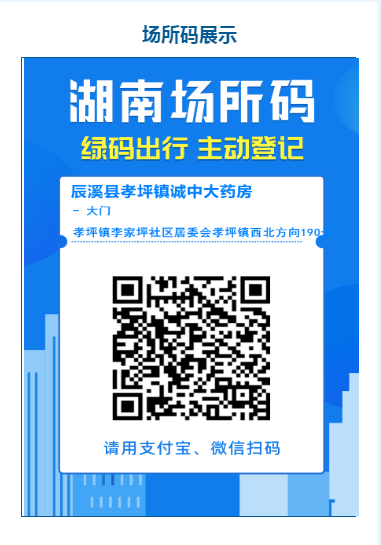 场所码展示
湖南场所码
绿码出行 主动登记
辰溪县孝坪镇诚中大药房
- 大门
孝坪镇李家坪社区居委会孝坪镇西北方向190
请用支付宝、微信扫码